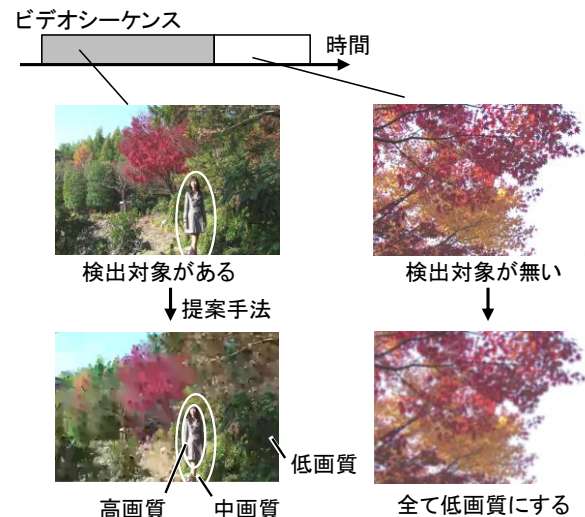 ビデオシーケンス
時間
検出対象がある
検出対象が無い
提案手法
低画質
高画質
中画質
全て低画質にする